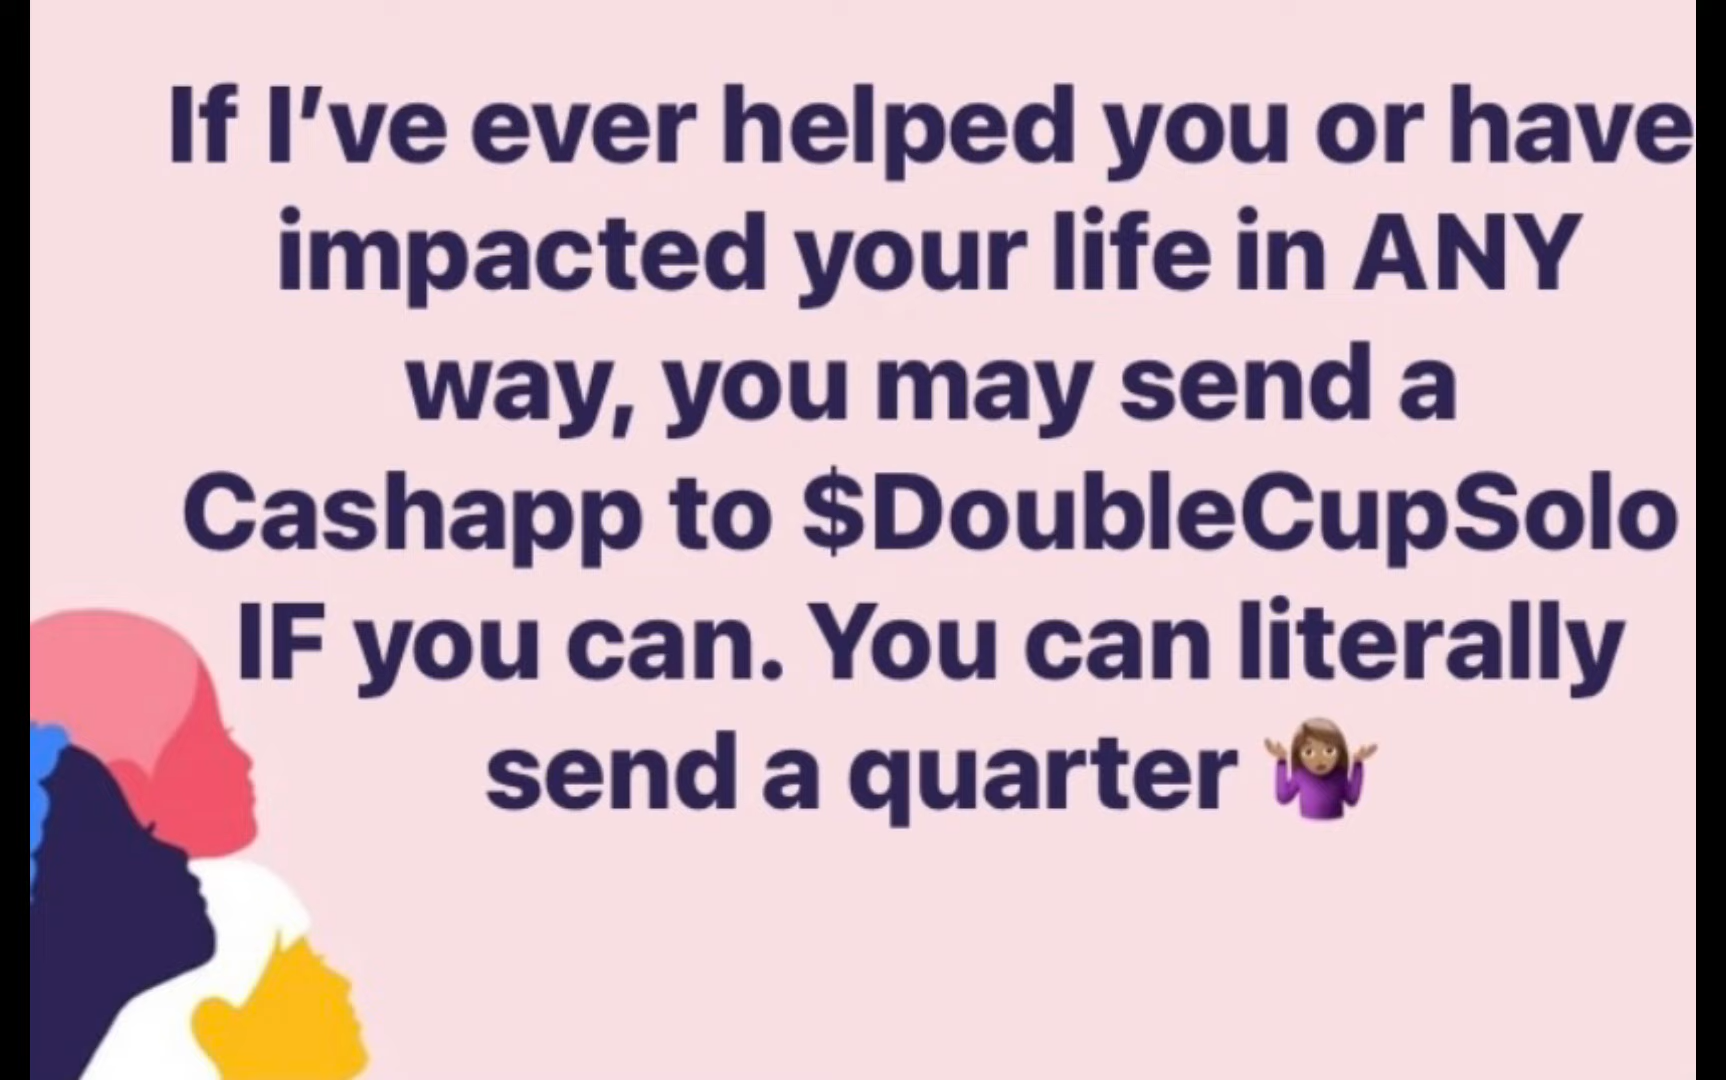 If I’ve ever helped you or have
impacted your life in ANY
way, you may send a
Cashapp to $DoubleCupSolo
IF you can. You can literally
send a quarter 🤷🏽‍♀️